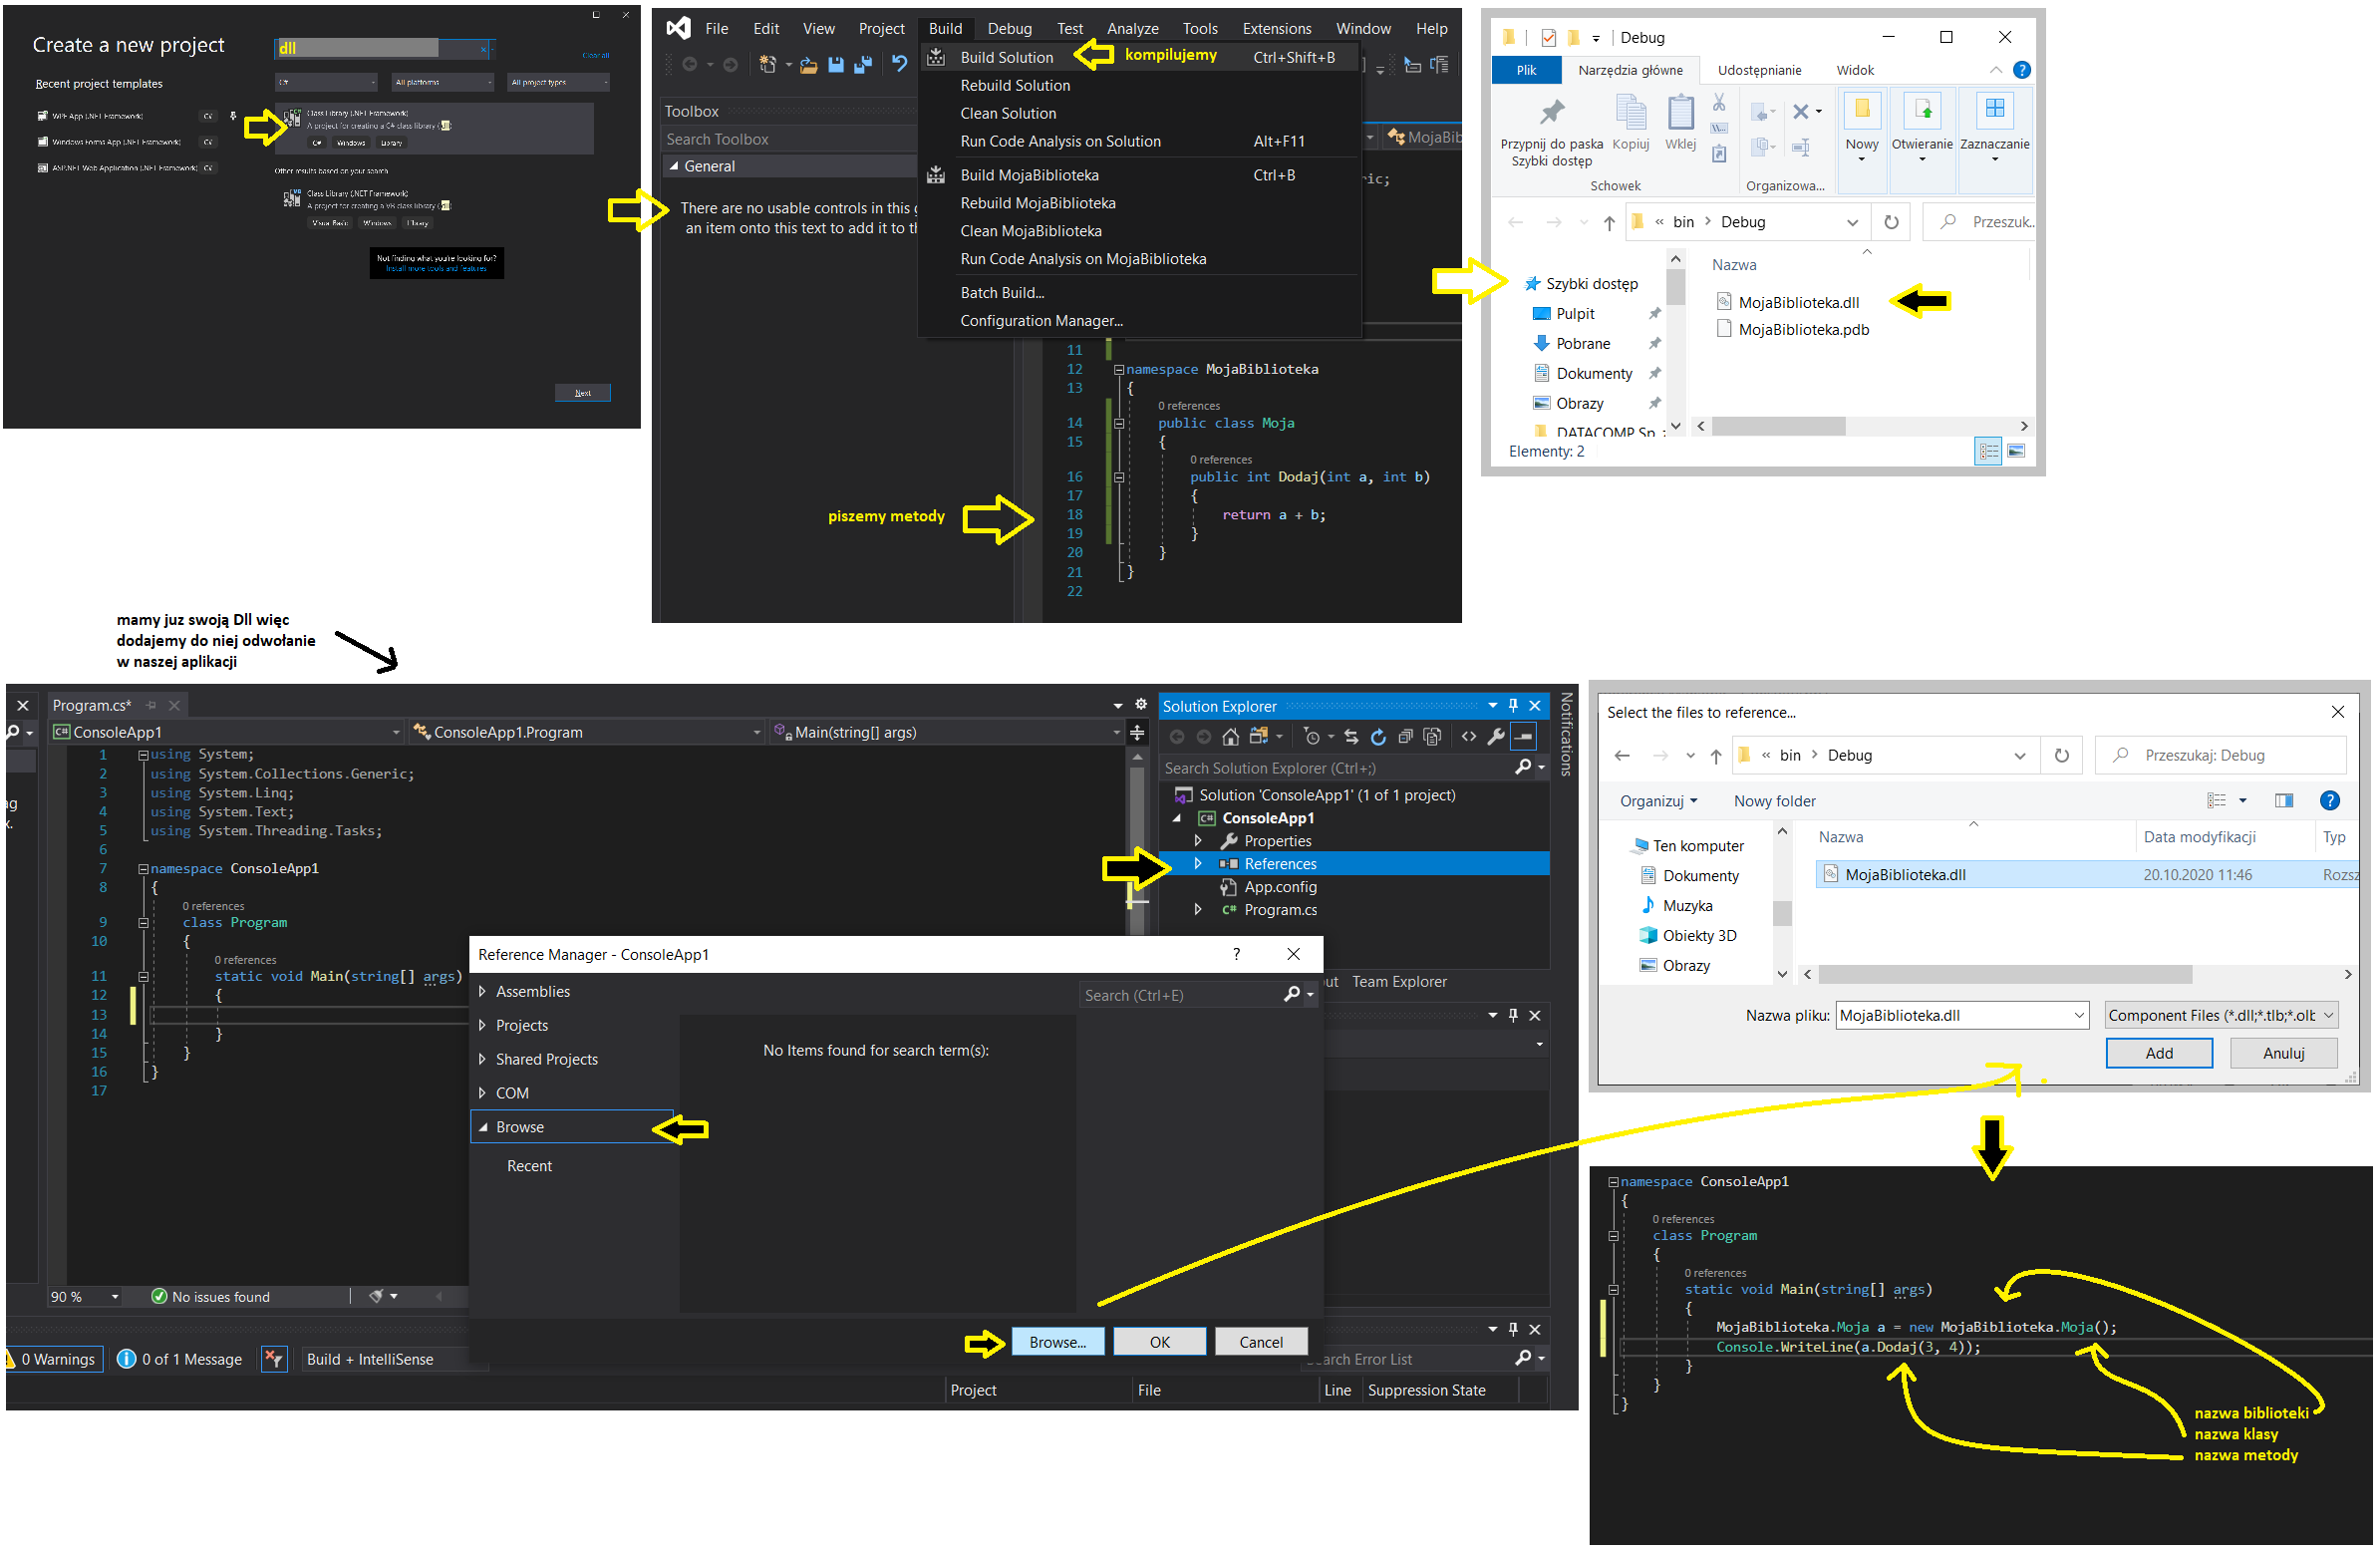 Create a new project
dll
Clear all
Recent project templates
C#
All platforms
All project types
WPF App (.NET Framework)
C#
Windows Forms App (.NET Framework)
C#
ASP.NET Web Application (.NET Framework)
C#
Class Library (.NET Framework)
A project for creating a C# class library (.dll)
C#
Windows
Library
Other results based on your search
Class Library (.NET Framework)
A project for creating a VB class library (.dll)
Visual Basic
Windows
Library
Not finding what you're looking for?
Install more tools and features
Next
File
Edit
View
Project
Build
Debug
Test
Analyze
Tools
Extensions
Window
Help
Toolbox
Search Toolbox
General
There are no usable controls in this g
an item onto this text to add it to th
Build Solution
kompilujemy
Ctrl+Shift+B
Rebuild Solution
Clean Solution
Run Code Analysis on Solution
Alt+F11
Build MojaBiblioteka
Ctrl+B
Rebuild MojaBiblioteka
Clean MojaBiblioteka
Run Code Analysis on MojaBiblioteka
Batch Build...
Configuration Manager...
MojaBib
ric;
11
12 namespace MojaBiblioteka
13 {
0 references
14 public class Moja
15 {
0 references
16 public int Dodaj(int a, int b)
17 {
18 return a + b;
19 }
20 }
21 }
22
piszemy metody
Debug
Plik
Narzędzia główne
Udostępnianie
Widok
Przypnij do paska
Szybki dostęp
Kopiuj
Wklej
Schowek
Organizowa...
Nowy
Otwieranie
Zaznaczanie
« bin > Debug
Przeszuk..
Nazwa
Szybki dostęp
Pulpit
Pobrane
Dokumenty
Obrazy
DATACOMP Sp. :
MojaBiblioteka.dll
MojaBiblioteka.pdb
Elementy: 2
mamy juz swoją Dll więc
dodajemy do niej odwołanie
w naszej aplikacji
Program.cs*
ConsoleApp1
ConsoleApp1.Program
Main(string[] args)
ag
x.
1 using System;
2 using System.Collections.Generic;
3 using System.Linq;
4 using System.Text;
5 using System.Threading.Tasks;
6
7 namespace ConsoleApp1
8 {
0 references
9 class Program
10 {
0 references
11 static void Main(string[] args)
12 {
13
14 }
15 }
16 }
17
90 %
No issues found
0 Warnings
0 of 1 Message
Build + IntelliSense
Search Error List
Project
File
Line
Suppression State
Solution Explorer
Notifications
Search Solution Explorer (Ctrl+;)
Solution 'ConsoleApp1' (1 of 1 project)
ConsoleApp1
Properties
References
App.config
Program.cs
ut
Team Explorer
Reference Manager - ConsoleApp1
?
Assemblies
Projects
Shared Projects
COM
Browse
Recent
Search (Ctrl+E)
No Items found for search term(s):
Browse...
OK
Cancel
Select the files to reference...
« bin > Debug
Przeszukaj: Debug
Organizuj
Nowy folder
Ten komputer
Dokumenty
Muzyka
Obiekty 3D
Obrazy
Nazwa
Data modyfikacji
Typ
MojaBiblioteka.dll
20.10.2020 11:46
Rozsz
Nazwa pliku:
MojaBiblioteka.dll
Component Files (*.dll;*.tlb;*.olb
Add
Anuluj
namespace ConsoleApp1
{
0 references
class Program
{
0 references
static void Main(string[] args)
{
MojaBiblioteka.Moja a = new MojaBiblioteka.Moja();
Console.WriteLine(a.Dodaj(3, 4));
}
}
}
nazwa biblioteki
nazwa klasy
nazwa metody